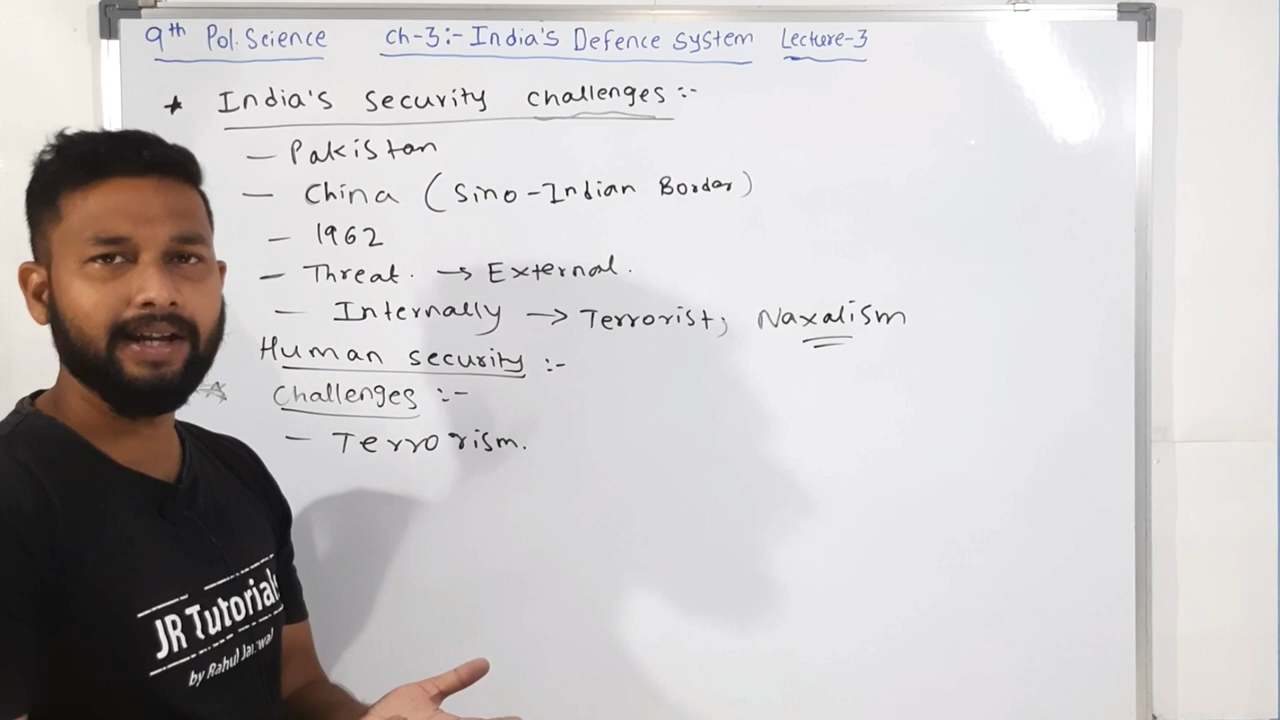 9th Pol. Science Ch-3:- India's Defence system Lecture-3
* India's security challenges :-
- Pakistan
- China (Sino-Indian Border)
- 1962
- Threat. → External.
- Internally → Terrorist, Naxalism
Human security :-
☆ Challenges :-
- Terrorism.
JR Tutorials
by Rahul